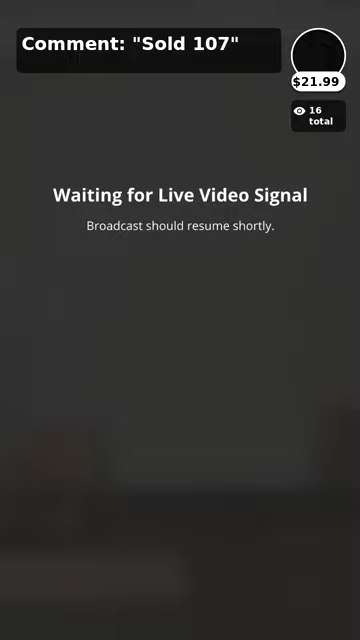 Comment: "Sold 107"
$21.99
16
total
Waiting for Live Video Signal
Broadcast should resume shortly.